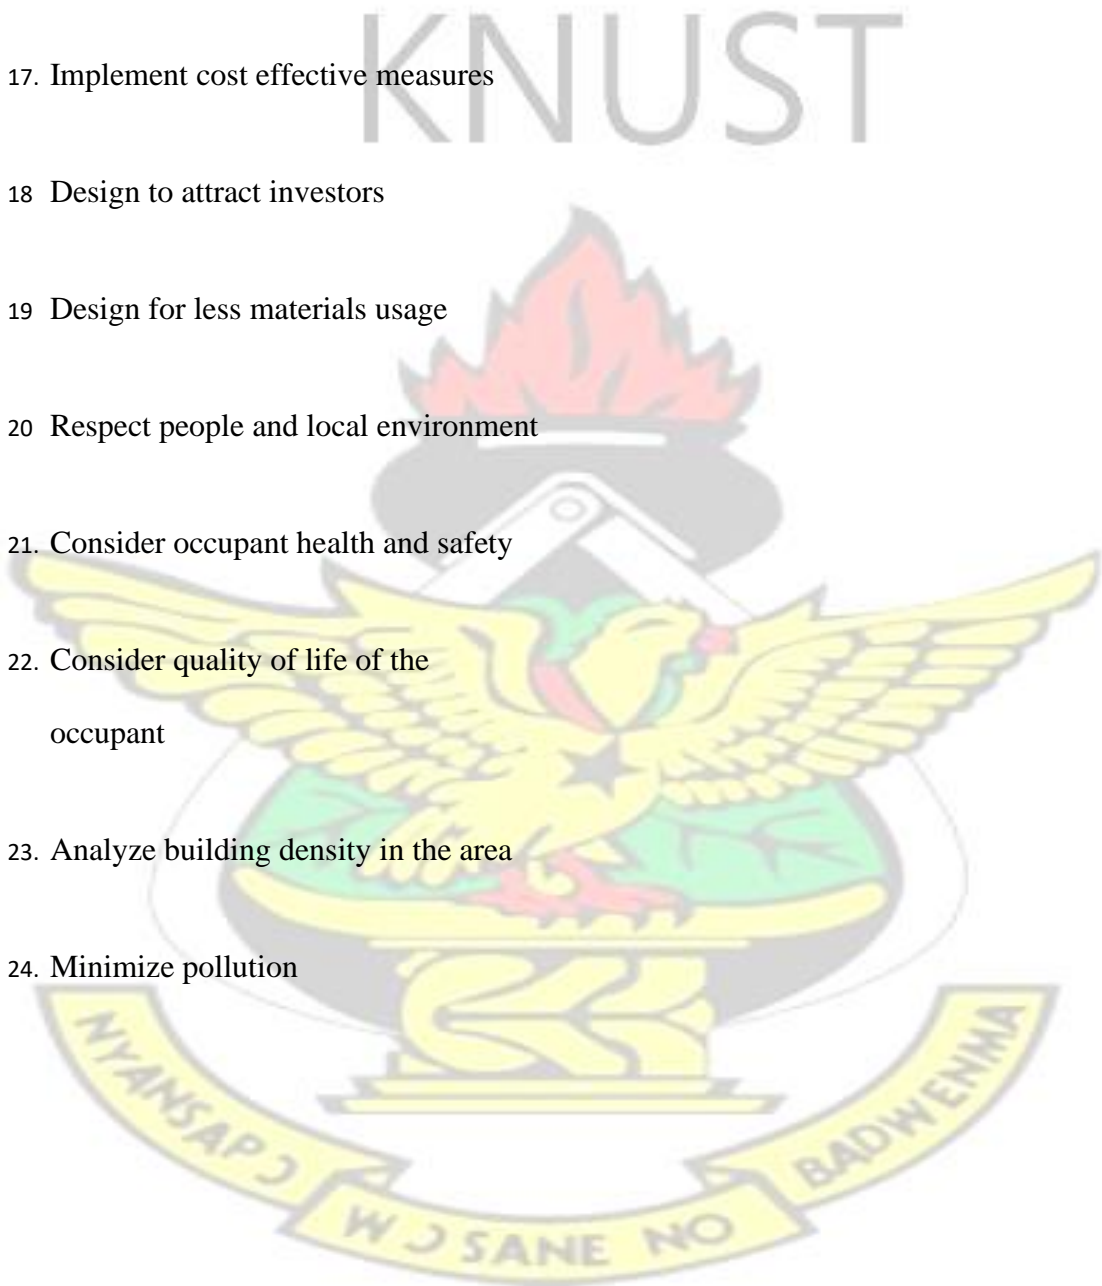 KNUST
17. Implement cost effective measures
18 Design to attract investors
19 Design for less materials usage
20 Respect people and local environment
21. Consider occupant health and safety
22. Consider quality of life of the
occupant
23. Analyze building density in the area
24. Minimize pollution
NYANSAPƆ
WƆ SANE NO
BADWENMA